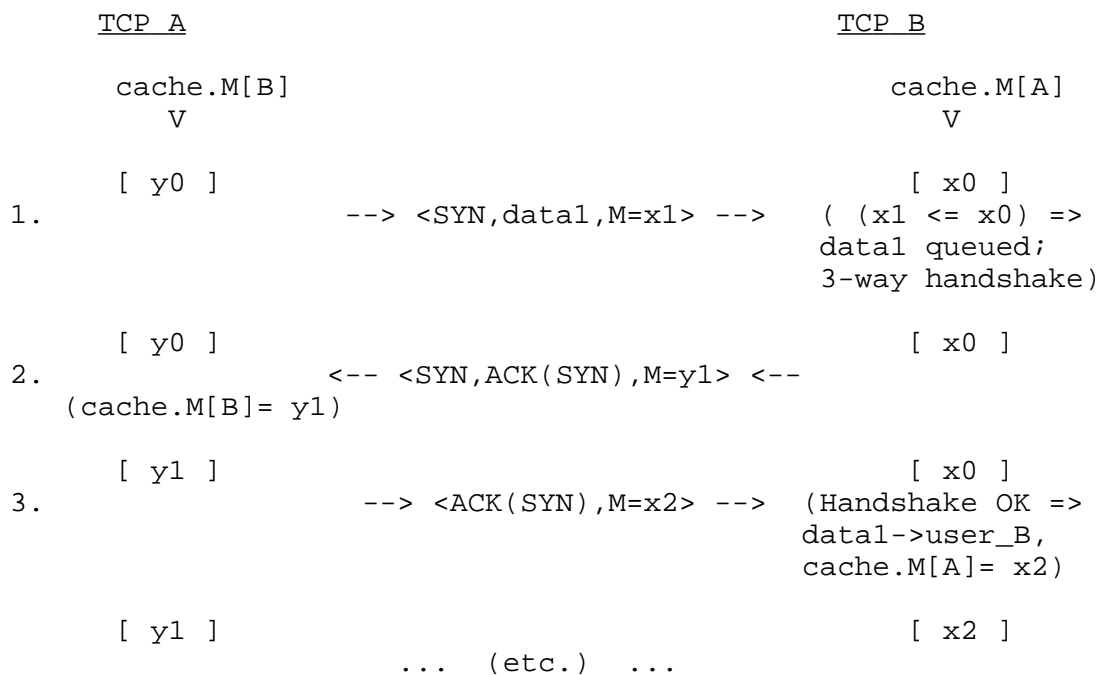 TCP A                                      TCP B
cache.M[B]                                 cache.M[A]
V                                          V
[ y0 ]                                     [ x0 ]
1.            --> <SYN,data1,M=x1> -->     ( (x1 <= x0) =>
data1 queued;
3-way handshake)
[ y0 ]                                     [ x0 ]
2.            <-- <SYN,ACK(SYN),M=y1> <--
(cache.M[B]= y1)
[ y1 ]                                     [ x0 ]
3.            --> <ACK(SYN),M=x2> -->      (Handshake OK =>
data1->user_B,
cache.M[A]= x2)
[ y1 ]                                     [ x2 ]
... (etc.) ...